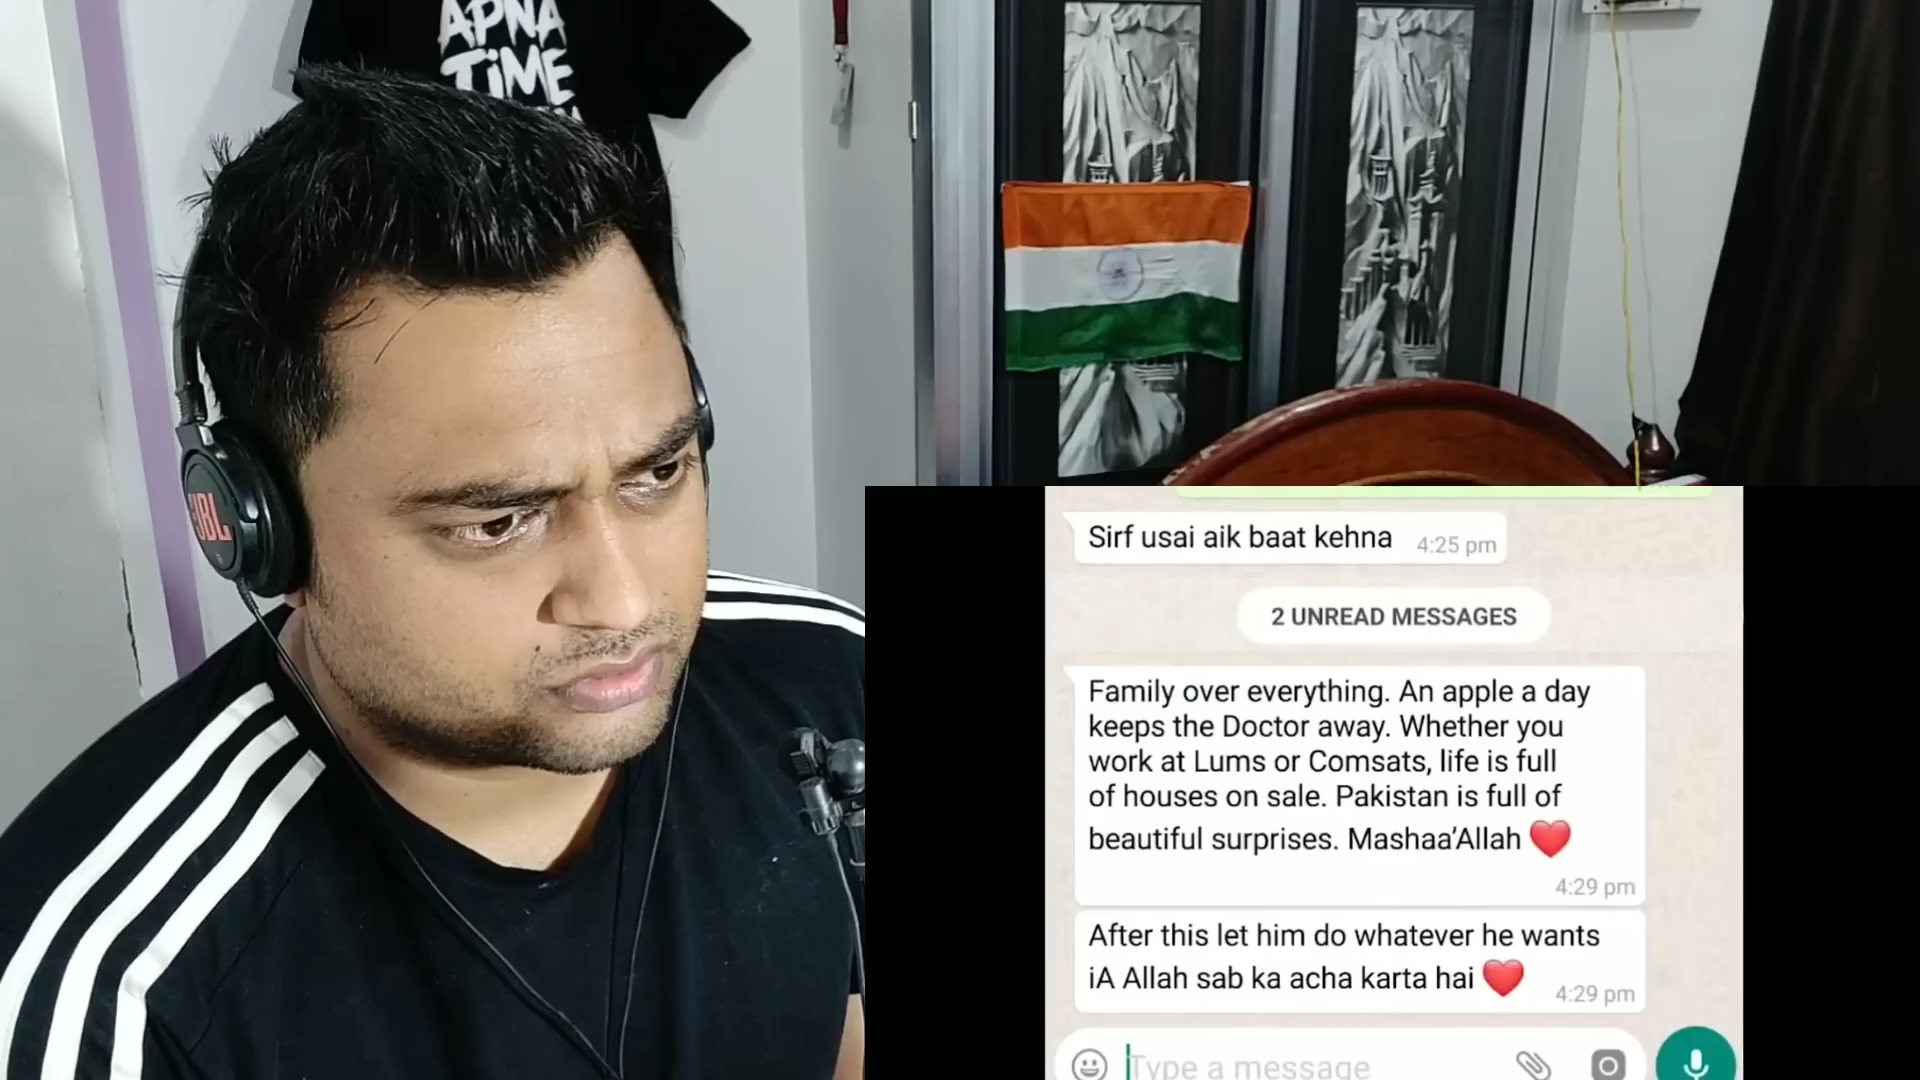 APNA
TIME
JBL
Sirf usai aik baat kehna
4:25 pm
2 UNREAD MESSAGES
Family over everything. An apple a day
keeps the Doctor away. Whether you
work at Lums or Comsats, life is full
of houses on sale. Pakistan is full of
beautiful surprises. Mashaa’Allah ❤️
4:29 pm
After this let him do whatever he wants
iA Allah sab ka acha karta hai ❤️
4:29 pm
Type a message